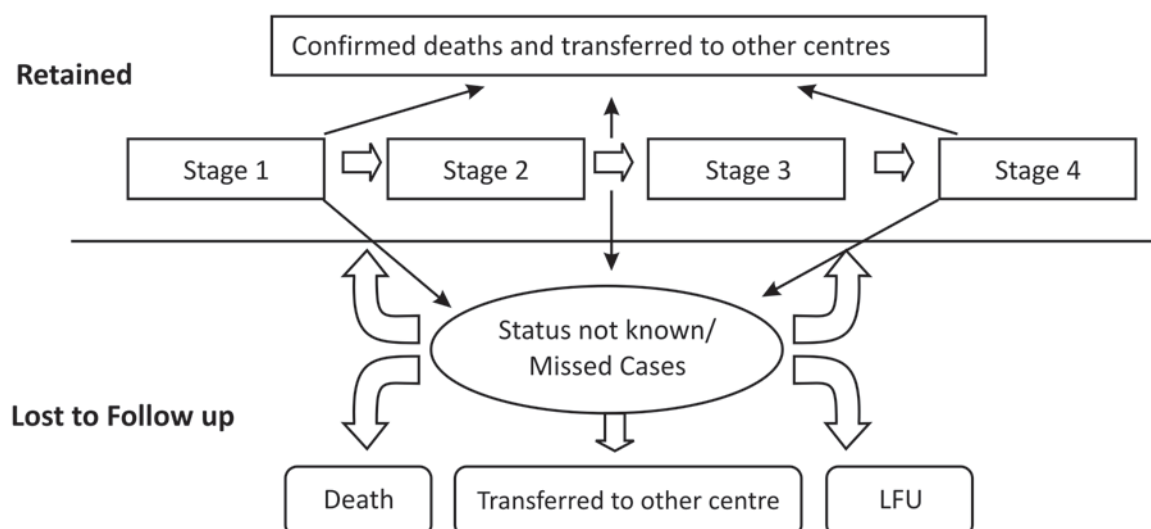 Confirmed deaths and transferred to other centres
Retained
Stage 1
Stage 2
Stage 3
Stage 4
Status not known/
Missed Cases
Lost to Follow up
Death
Transferred to other centre
LFU